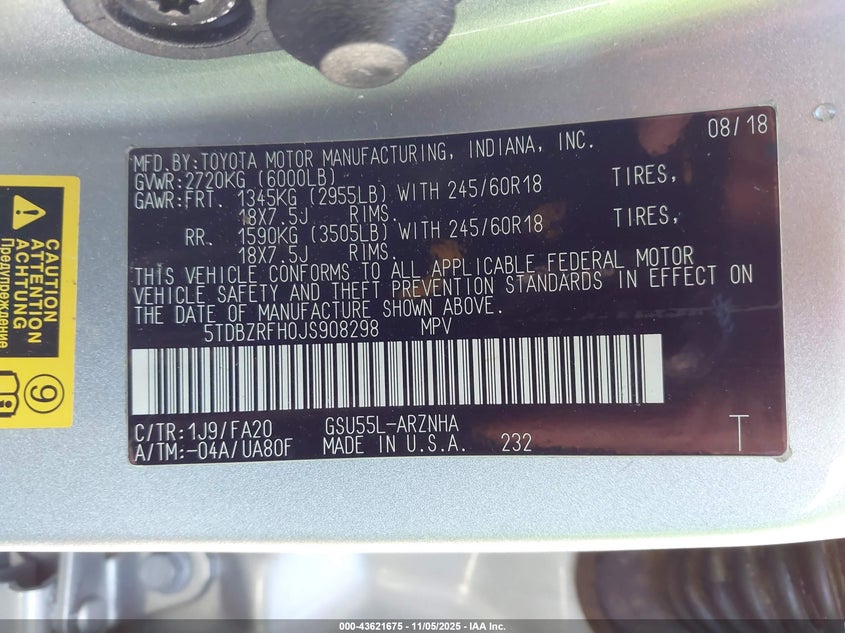 08/18
MFD.BY:TOYOTA MOTOR MANUFACTURING, INDIANA, INC.
GVWR:2720KG (6000LB)
GAWR:FRT. 1345KG (2955LB) WITH 245/60R18 TIRES,
18X7.5J RIMS.
RR. 1590KG (3505LB) WITH 245/60R18 TIRES,
18X7.5J RIMS.
THIS VEHICLE CONFORMS TO ALL APPLICABLE FEDERAL MOTOR
VEHICLE SAFETY AND THEFT PREVENTION STANDARDS IN EFFECT ON
THE DATE OF MANUFACTURE SHOWN ABOVE.
5TDBZRFH0JS908298 MPV
C/TR:1J9/FA20 GSU55L-ARZNHA
A/TM:-04A/UA80F MADE IN U.S.A. 232
T
CAUTION
ATTENTION
ACHTUNG
Предупреждение
9
000-43621675 - 11/05/2025 - IAA Inc.